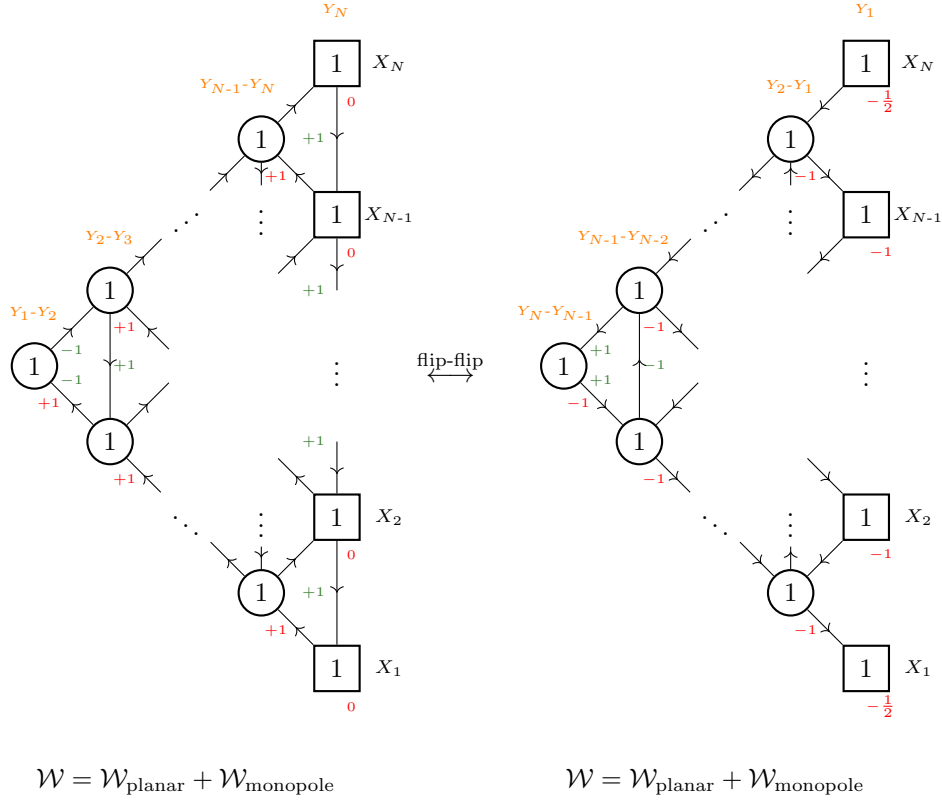 Y_N
1 X_N
0
Y_{N-1}-Y_N
+1
1
+1
1 X_{N-1}
0
+1
Y_2-Y_3
1
+1
Y_1-Y_2
-1
1
-1
+1
+1
1
+1
+1
1 X_2
0
1
+1
+1
1 X_1
0
W = W_planar + W_monopole
flip-flip
Y_1
1 X_N
-1/2
Y_2-Y_1
1
-1
1 X_{N-1}
-1
Y_{N-1}-Y_{N-2}
1
-1
Y_N-Y_{N-1}
+1
1
+1
-1
-1
1
-1
1 X_2
-1
1
-1
1 X_1
-1/2
W = W_planar + W_monopole